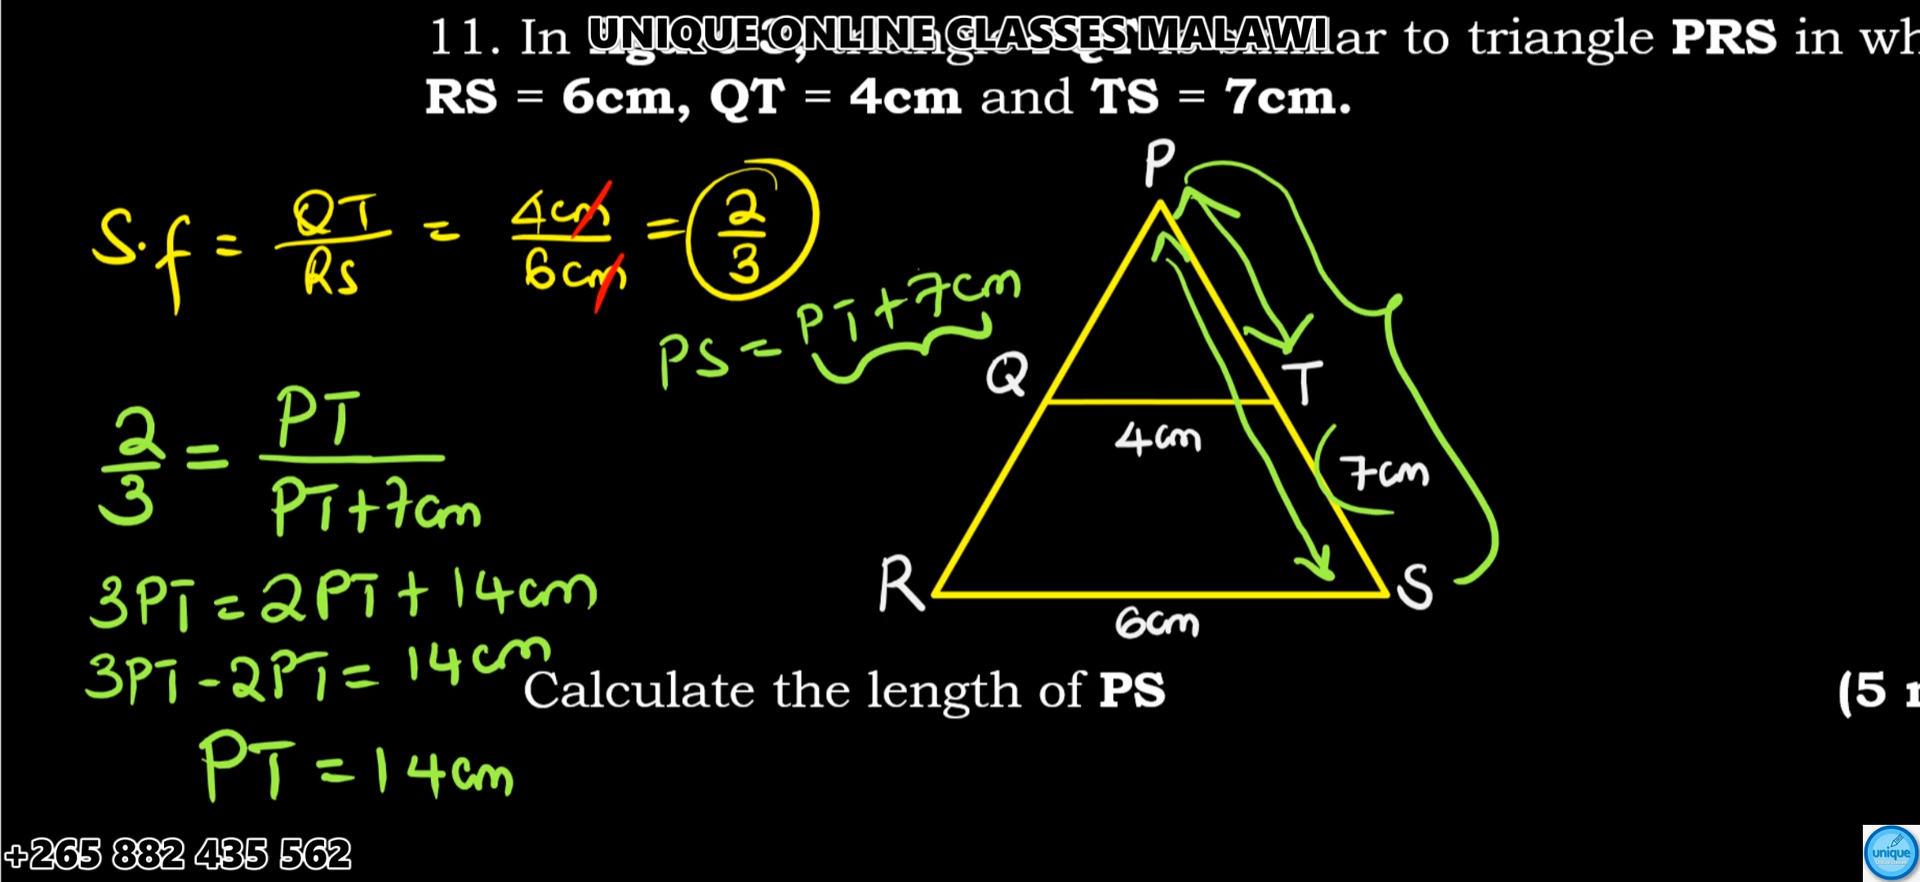 11. In UNIQUE ONLINE CLASSES MALAWI lar to triangle PRS in wh
RS = 6cm, QT = 4cm and TS = 7cm.
S.f = QT/RS = 4cm/6cm = 2/3
PS = PT + 7cm
2/3 = PT/PT+7cm
3PT = 2PT + 14cm
3PT - 2PT = 14cm
PT = 14cm
P
Q
T
4cm
7cm
R
S
6cm
Calculate the length of PS
(5
+265 882 435 562
unique